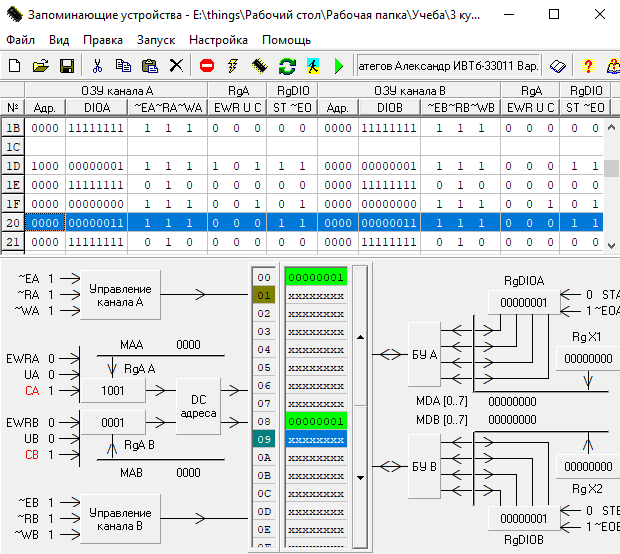 Запоминающие устройства - E:\things\Рабочий стол\Рабочая папка\Учеба\3 ку...
Файл Вид Правка Запуск Настройка Помощь
атегов Александр ИВТб-33011 Вар.
ОЗУ канала А RgA RgDIO ОЗУ канала В RgA RgDIO
№ Адр. DIOA ~EA~RA~WA EWR U C ST ~EO Адр. DIOB ~EB~RB~WB EWR U C ST ~EO
1B 0000 11111111 1 1 1 0 0 0 0 0 0000 11111111 1 1 1 0 0 0 0 0
1C
1D 1000 00000001 1 1 1 1 0 1 1 1 0000 00000001 1 1 1 0 0 0 1 1
1E 0000 11111111 0 1 0 0 0 0 0 1 0000 11111111 0 1 0 0 0 0 0 1
1F 0000 00000000 1 1 1 0 0 1 0 1 0000 00000000 1 1 1 0 0 1 0 1
20 0000 00000011 1 1 1 0 0 0 1 1 0000 00000011 1 1 1 0 0 0 1 1
21 0000 11111111 0 1 0 0 0 0 0 1 0000 11111111 0 1 0 0 0 0 0 1
~EA 1
~RA 1
~WA 1
Управление
канала А
MAA 0000
EWRA 0
UA 0
CA 1
RgA A
1001
DC
адреса
EWRB 0
UB 0
CB 1
0001
RgA B
MAB 0000
~EB 1
~RB 1
~WB 1
Управление
канала В
00 00000001
01 xxxxxxxx
02 xxxxxxxx
03 xxxxxxxx
04 xxxxxxxx
05 xxxxxxxx
06 xxxxxxxx
07 xxxxxxxx
08 00000001
09 xxxxxxxx
0A xxxxxxxx
0B xxxxxxxx
0C xxxxxxxx
0D xxxxxxxx
0E xxxxxxxx
0F xxxxxxxx
RgDIOA
00000001
0 STA
1 ~EOA
БУ А
RgX1
00000000
MDA [0..7] 00000000
MDB [0..7] 00000000
БУ В
00000000
RgX2
00000001
0 STB
1 ~EOB
RgDIOB